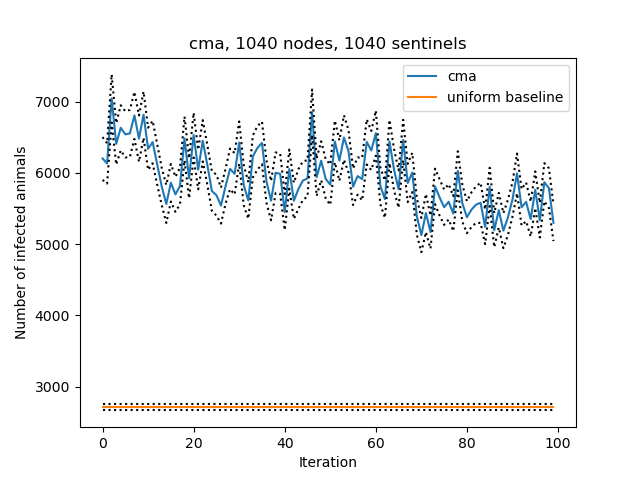 cma, 1040 nodes, 1040 sentinels
cma
uniform baseline
Number of infected animals
7000
6000
5000
4000
3000
0 20 40 60 80 100
Iteration